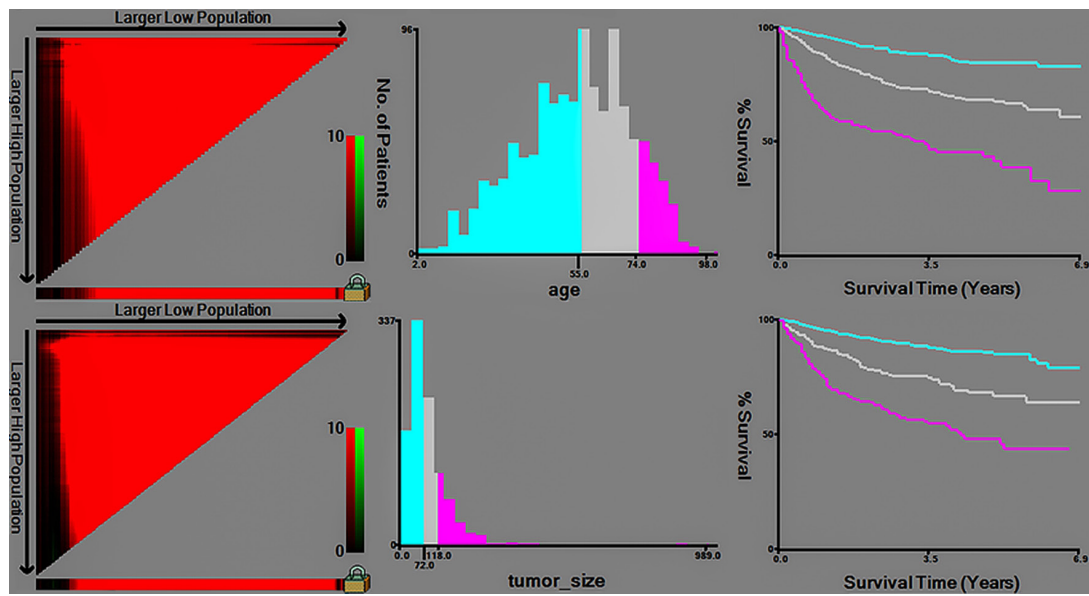 Larger Low Population
Larger High Population
10
0
96
No. of Patients
0
2.0
55.0
74.0
98.0
age
100%
% Survival
50%
0%
0.0
3.5
6.9
Survival Time (Years)
Larger Low Population
Larger High Population
10
0
337
0
0.0
72.0
118.0
989.0
tumor_size
100%
% Survival
50%
0%
0.0
3.5
6.9
Survival Time (Years)